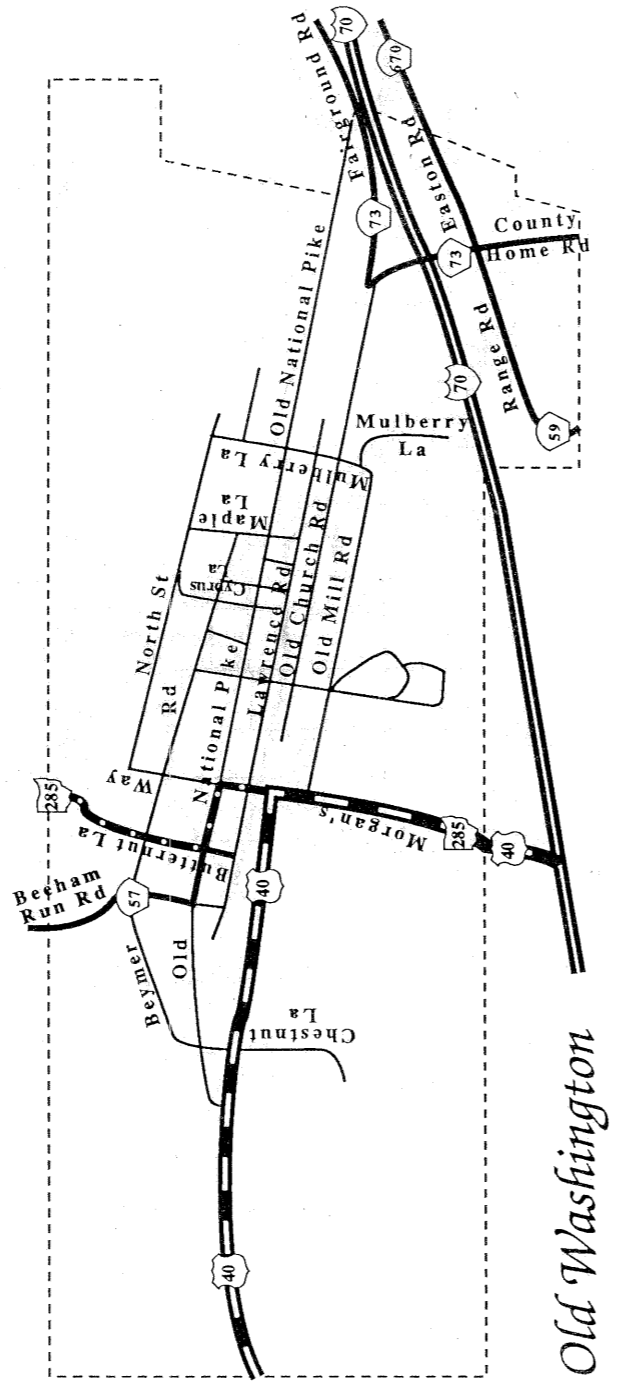 Old Washington
Fairground Rd
70
670
Easton Rd
73
County
Home Rd
73
Range Rd
70
59
Old National Pike
Mulberry La
Mulberry
La
Maple
La
Cyprus
La
North St
Rd
National P ke
Lawrence Rd
Old Church Rd
Old Mill Rd
Way
285
Butternut La
Morgan's
285
40
40
Beeham
Run Rd
57
Beymer
Old
Chestnut
La
40